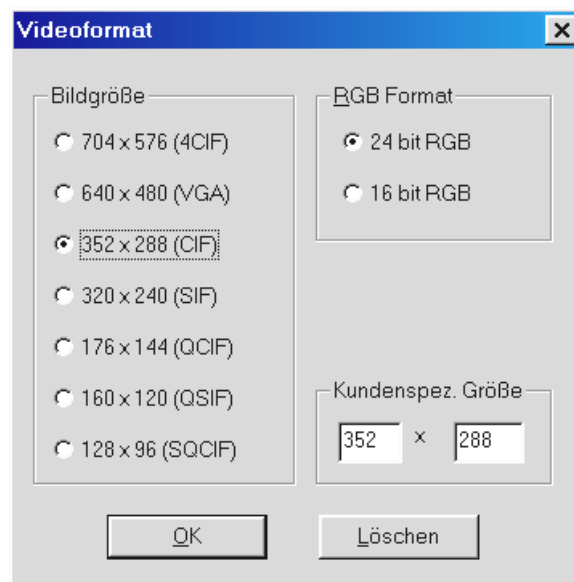 Videoformat
Bildgröße
704 x 576 (4CIF)
640 x 480 (VGA)
352 x 288 (CIF)
320 x 240 (SIF)
176 x 144 (QCIF)
160 x 120 (QSIF)
128 x 96 (SQCIF)
RGB Format
24 bit RGB
16 bit RGB
Kundenspez. Größe
352 x 288
OK
Löschen